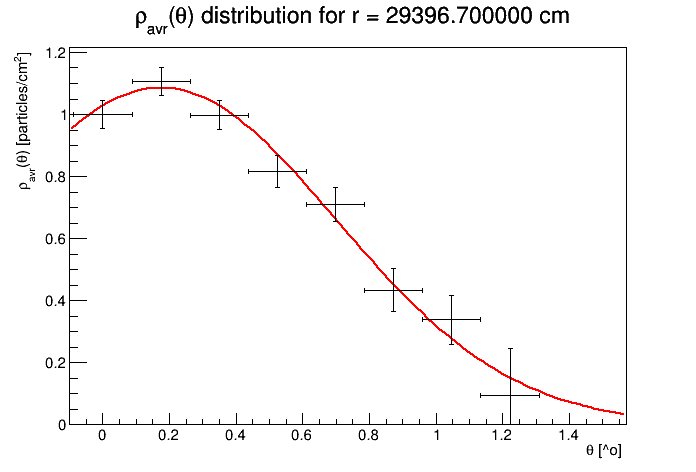 ρavr(θ) distribution for r = 29396.700000 cm
ρavr(θ) [particles/cm2]
1.2
1
0.8
0.6
0.4
0.2
0
0 0.2 0.4 0.6 0.8 1 1.2 1.4
θ [^o]